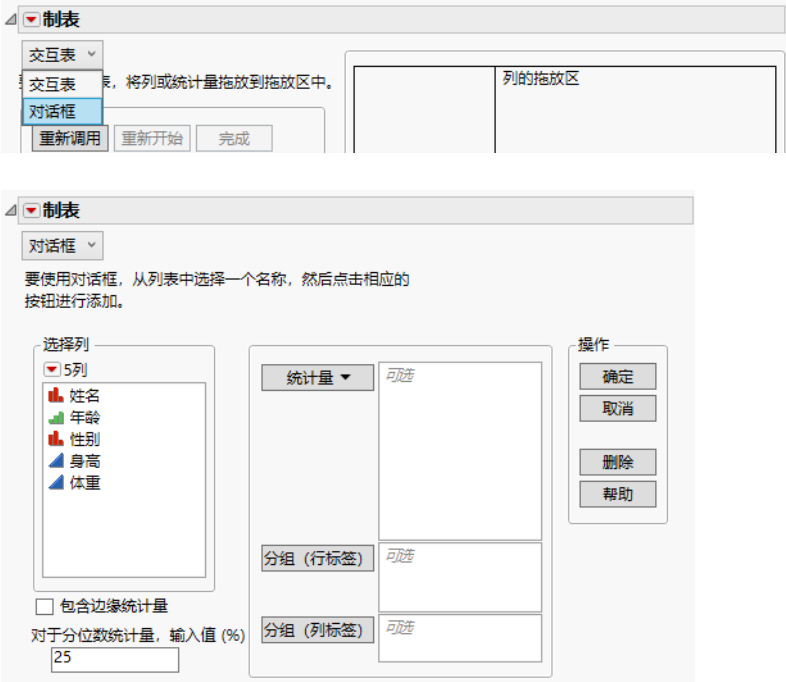 制表
交互表
表，将列或统计量拖放到拖放区中。
交互表
对话框
重新调用 重新开始 完成
列的拖放区
制表
对话框
要使用对话框，从列表中选择一个名称，然后点击相应的
按钮进行添加。
选择列
5列
姓名
年龄
性别
身高
体重
包含边缘统计量
对于分位数统计量，输入值 (%)
25
统计量
可选
分组（行标签）
可选
分组（列标签）
可选
操作
确定
取消
删除
帮助